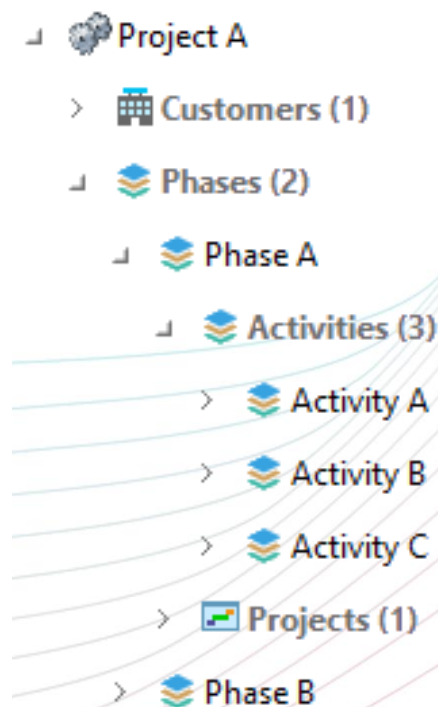 Project A
Customers (1)
Phases (2)
Phase A
Activities (3)
Activity A
Activity B
Activity C
Projects (1)
Phase B